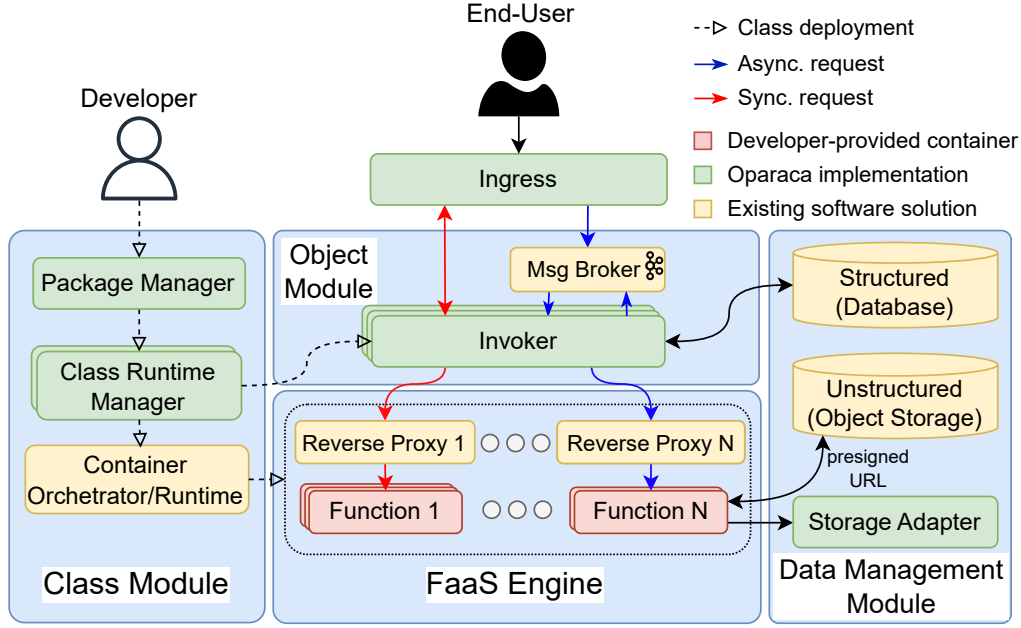 End-User
Developer
Class deployment
Async. request
Sync. request
Developer-provided container
Oparaca implementation
Existing software solution
Ingress
Object
Module
Msg Broker
Invoker
Package Manager
Class Runtime
Manager
Container
Orchetrator/Runtime
Class Module
Reverse Proxy 1
Reverse Proxy N
Function 1
Function N
FaaS Engine
Structured
(Database)
Unstructured
(Object Storage)
presigned
URL
Storage Adapter
Data Management
Module